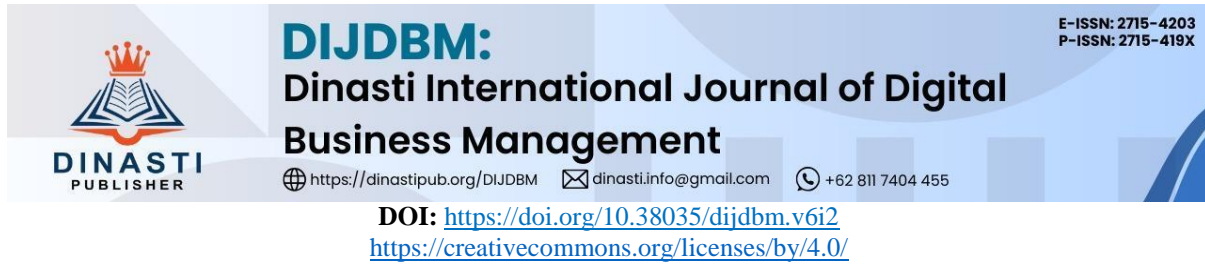 E-ISSN: 2715-4203
P-ISSN: 2715-419X
DIJDBM:
Dinasti International Journal of Digital
Business Management
DINASTI
PUBLISHER
https://dinastipub.org/DIJDBM dinasti.info@gmail.com +62 811 7404 455
DOI: https://doi.org/10.38035/dijdbm.v6i2
https://creativecommons.org/licenses/by/4.0/